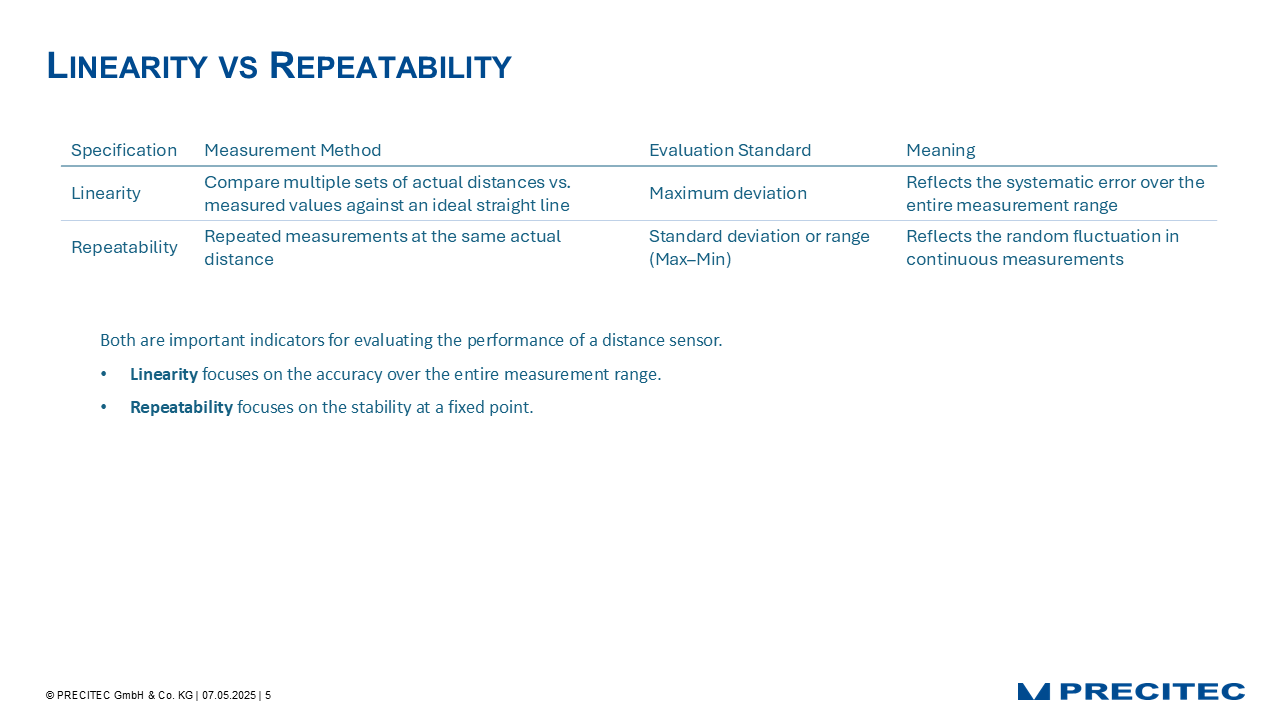 LINEARITY VS REPEATABILITY
Specification Measurement Method Evaluation Standard Meaning
Linearity Compare multiple sets of actual distances vs. measured values against an ideal straight line Maximum deviation Reflects the systematic error over the entire measurement range
Repeatability Repeated measurements at the same actual distance Standard deviation or range (Max–Min) Reflects the random fluctuation in continuous measurements
Both are important indicators for evaluating the performance of a distance sensor.
• Linearity focuses on the accuracy over the entire measurement range.
• Repeatability focuses on the stability at a fixed point.
© PRECITEC GmbH & Co. KG | 07.05.2025 | 5
PRECITEC